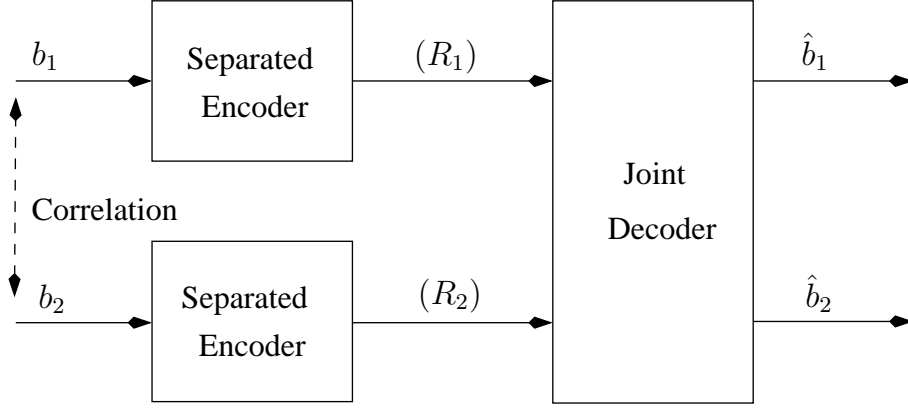 b₁
Separated
Encoder
(R₁)
b̂₁
Joint
Decoder
Correlation
b₂
Separated
Encoder
(R₂)
b̂₂